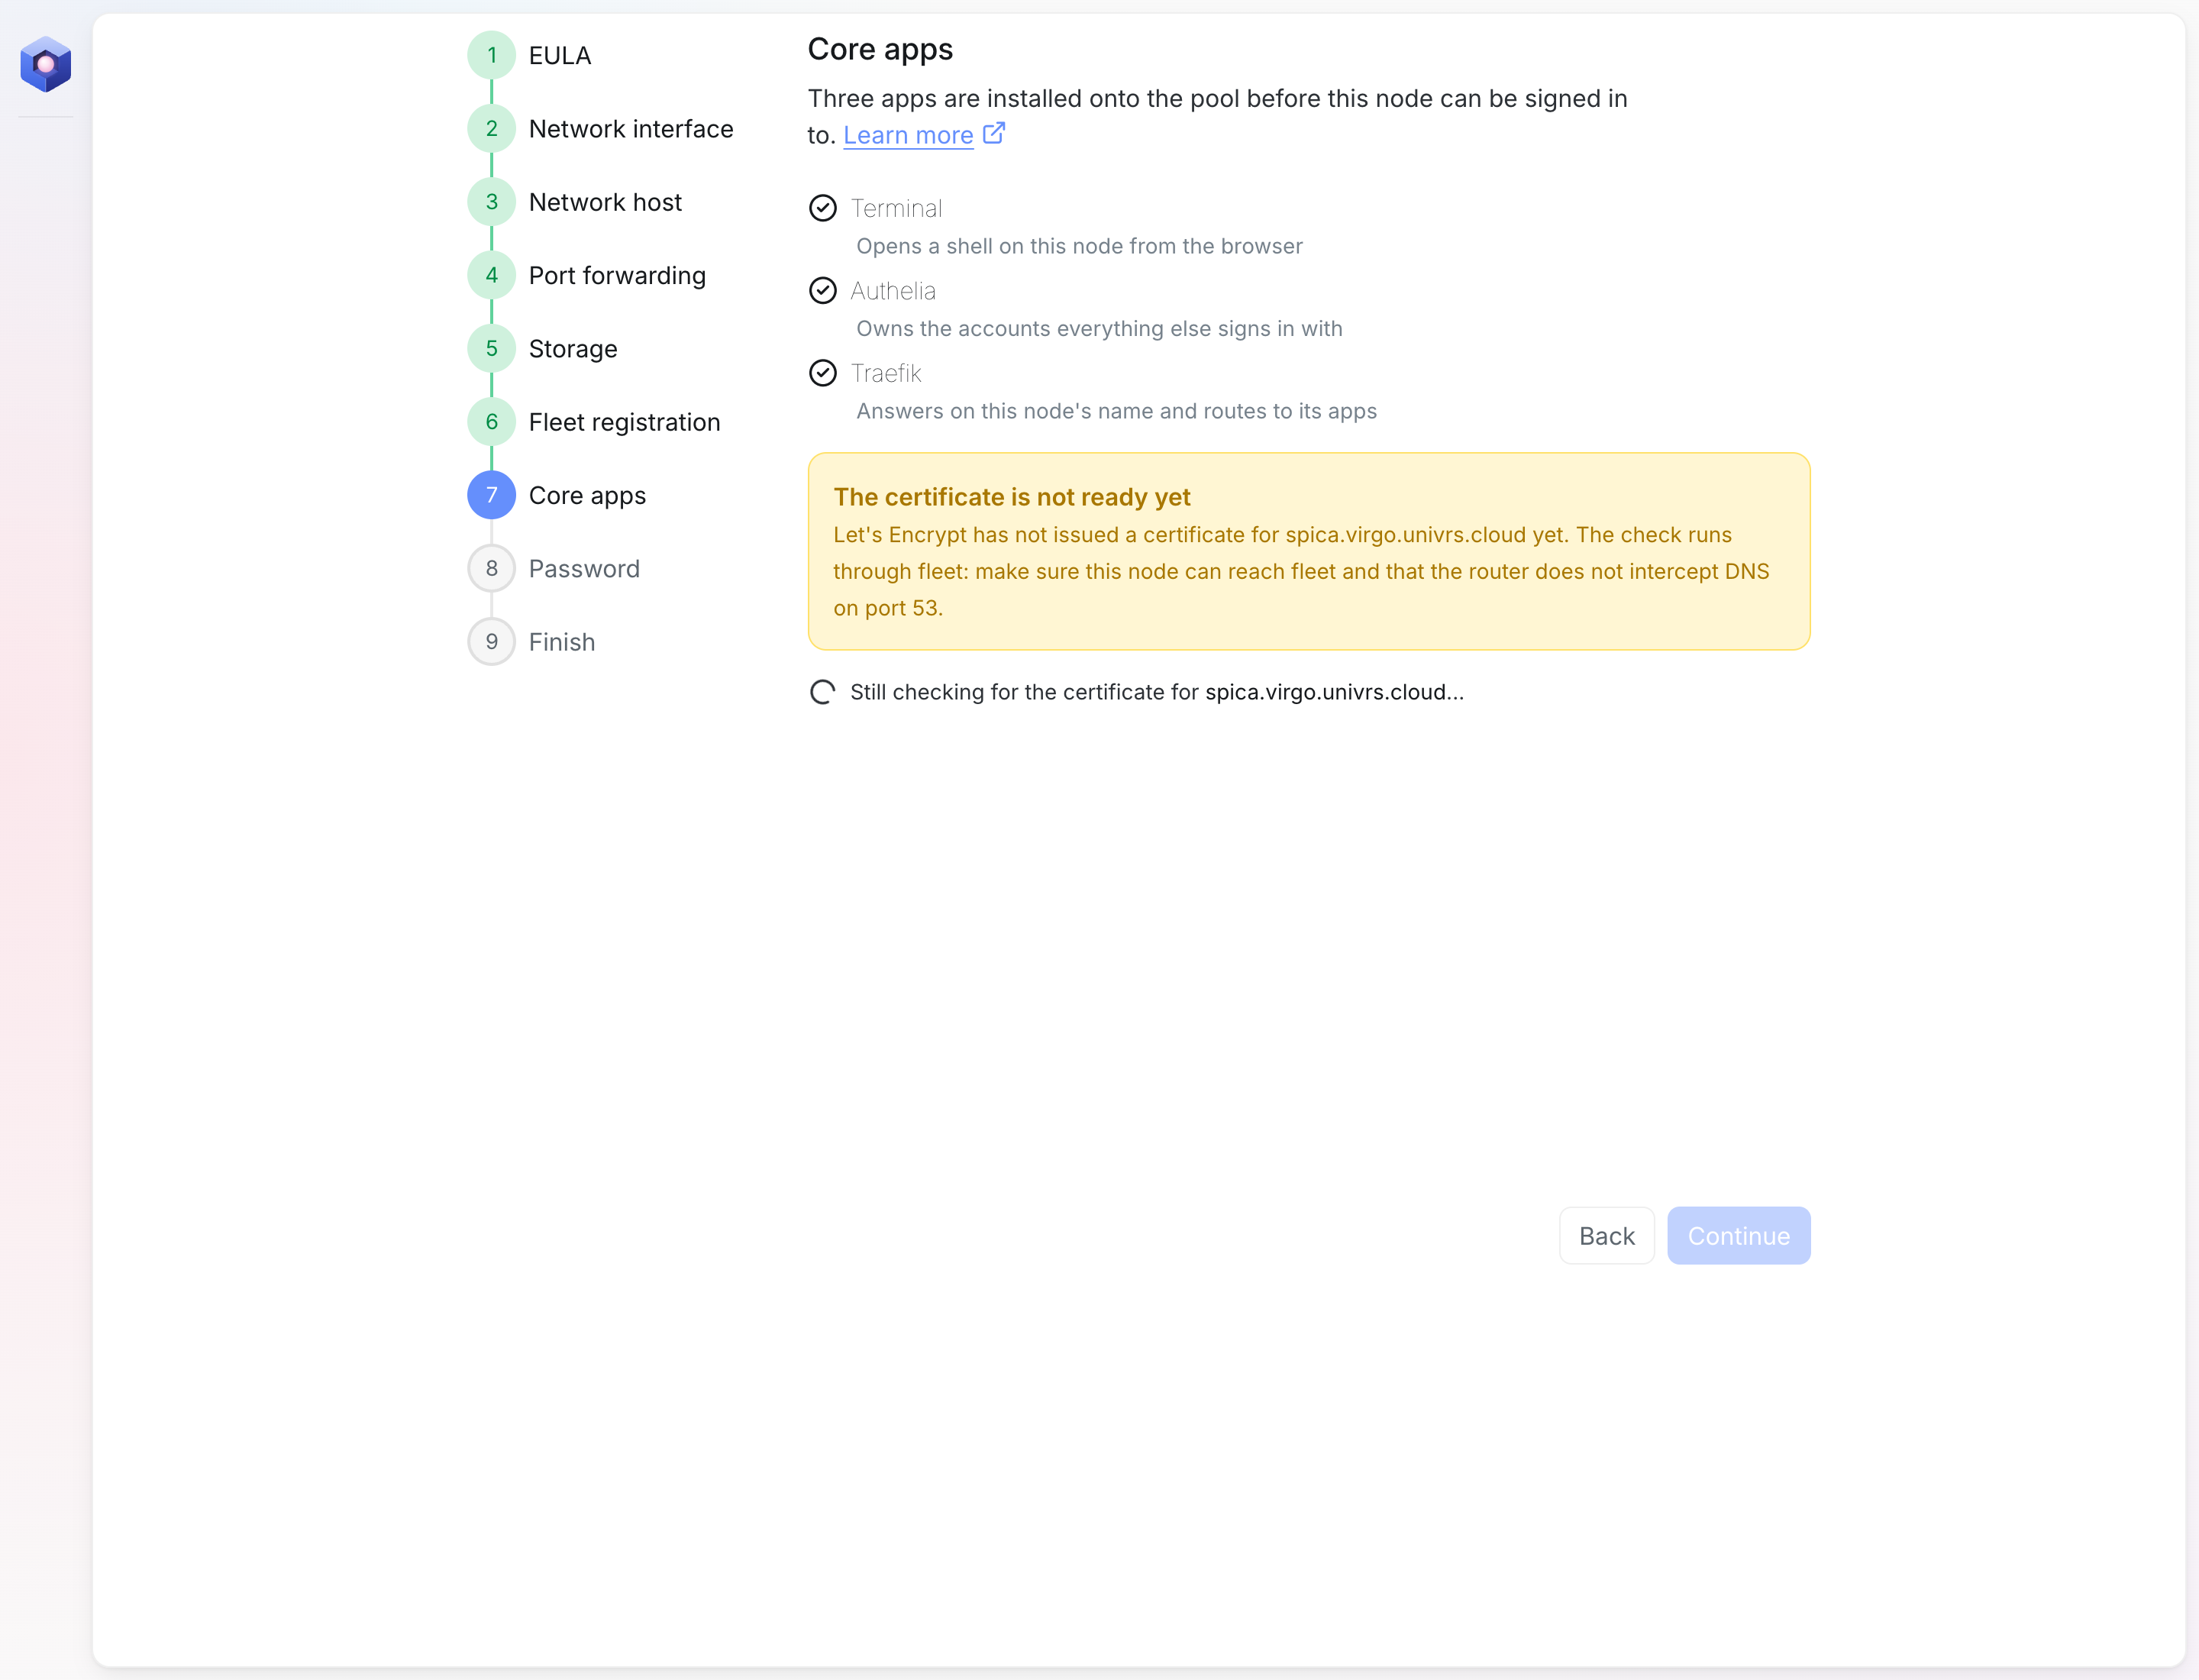 1 EULA
2 Network interface
3 Network host
4 Port forwarding
5 Storage
6 Fleet registration
7 Core apps
8 Password
9 Finish
Core apps
Three apps are installed onto the pool before this node can be signed in
to. Learn more
Terminal
Opens a shell on this node from the browser
Authelia
Owns the accounts everything else signs in with
Traefik
Answers on this node's name and routes to its apps
The certificate is not ready yet
Let's Encrypt has not issued a certificate for spica.virgo.univrs.cloud yet. The check runs
through fleet: make sure this node can reach fleet and that the router does not intercept DNS
on port 53.
Still checking for the certificate for spica.virgo.univrs.cloud...
Back
Continue